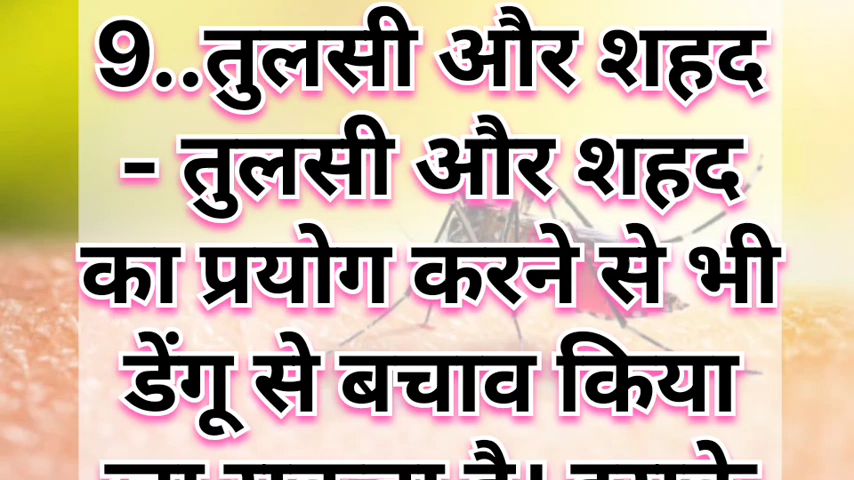 9..तुलसी और शहद
- तुलसी और शहद
का प्रयोग करने से भी
डेंगू से बचाव किया